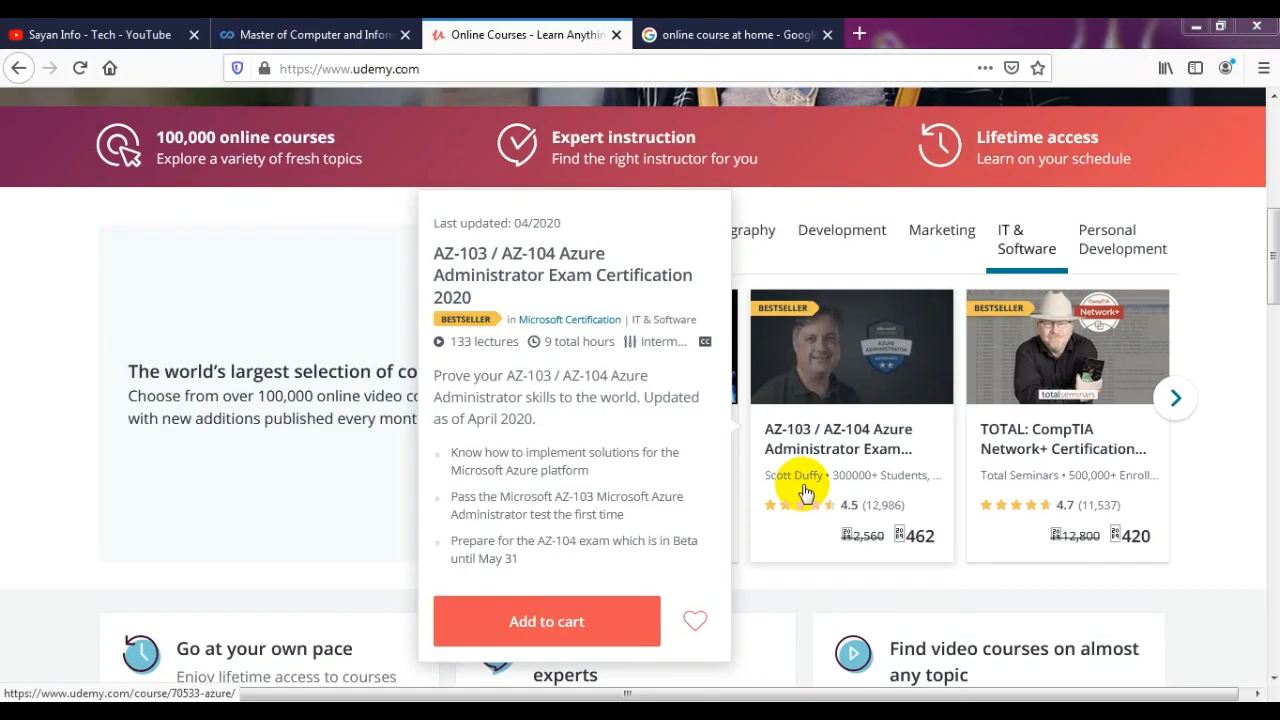 Sayan Info - Tech - YouTube
Master of Computer and Inforn
Online Courses - Learn Anythin
online course at home - Google
https://www.udemy.com
100,000 online courses
Explore a variety of fresh topics
Expert instruction
Find the right instructor for you
Lifetime access
Learn on your schedule
graphy
Development
Marketing
IT &
Software
Personal
Development
The world's largest selection of co
Choose from over 100,000 online video co
with new additions published every mont
Last updated: 04/2020
AZ-103 / AZ-104 Azure
Administrator Exam Certification
2020
BESTSELLER in Microsoft Certification | IT & Software
133 lectures 9 total hours Interm... CC
Prove your AZ-103 / AZ-104 Azure
Administrator skills to the world. Updated
as of April 2020.
Know how to implement solutions for the
Microsoft Azure platform
Pass the Microsoft AZ-103 Microsoft Azure
Administrator test the first time
Prepare for the AZ-104 exam which is in Beta
until May 31
Add to cart
BESTSELLER
Microsoft
AZURE
ADMINISTRATOR
AZ-103 / AZ-104 Azure
Administrator Exam...
Scott Duffy • 300000+ Students, ...
4.5 (12,986)
2,560 462
BESTSELLER
CompTIA
Network+
totalseminars
TOTAL: CompTIA
Network+ Certification...
Total Seminars • 500,000+ Enroll...
4.7 (11,537)
12,800 420
Go at your own pace
Enjoy lifetime access to courses
experts
Find video courses on almost
any topic
https://www.udemy.com/course/70533-azure/